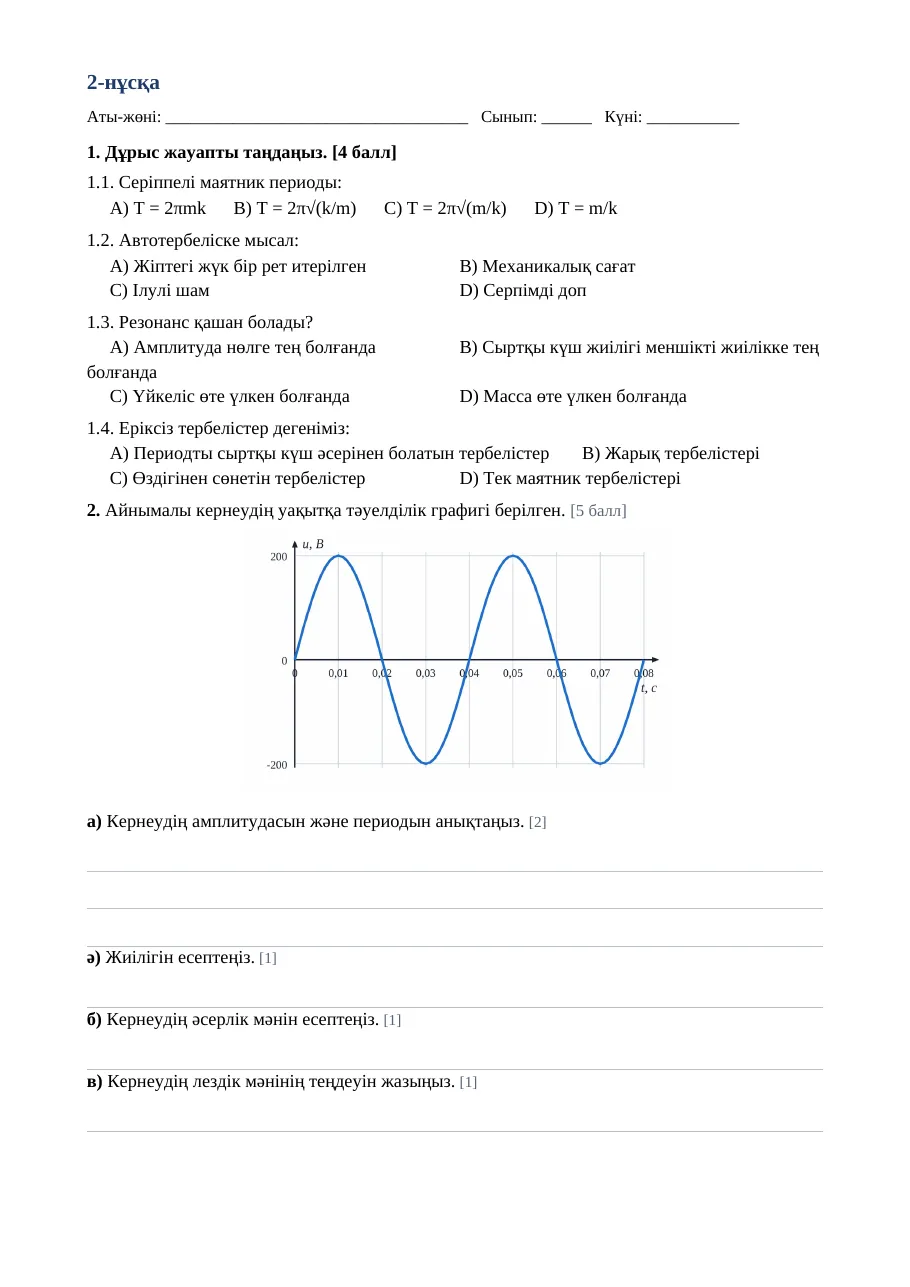 2-нұсқа
Аты-жөні: ____________________________________ Сынып: ______ Күні: ___________
1. Дұрыс жауапты таңдаңыз. [4 балл]
1.1. Серіппелі маятник периоды:
A) T = 2πmk B) T = 2π√(k/m) C) T = 2π√(m/k) D) T = m/k
1.2. Автотербеліске мысал:
A) Жіптегі жүк бір рет итерілген B) Механикалық сағат
C) Ілулі шам D) Серпімді доп
1.3. Резонанс қашан болады?
A) Амплитуда нөлге тең болғанда B) Сыртқы күш жиілігі меншікті жиілікке тең
болғанда
C) Үйкеліс өте үлкен болғанда D) Масса өте үлкен болғанда
1.4. Еріксіз тербелістер дегеніміз:
A) Периодты сыртқы күш әсерінен болатын тербелістер B) Жарық тербелістері
C) Өздігінен сөнетін тербелістер D) Тек маятник тербелістері
2. Айнымалы кернеудің уақытқа тәуелділік графигі берілген. [5 балл]
u, В
200
0
0 0,01 0,02 0,03 0,04 0,05 0,06 0,07 0,08
t, с
-200
а) Кернеудің амплитудасын және периодын анықтаңыз. [2]
ә) Жиілігін есептеңіз. [1]
б) Кернеудің әсерлік мәнін есептеңіз. [1]
в) Кернеудің лездік мәнінің теңдеуін жазыңыз. [1]